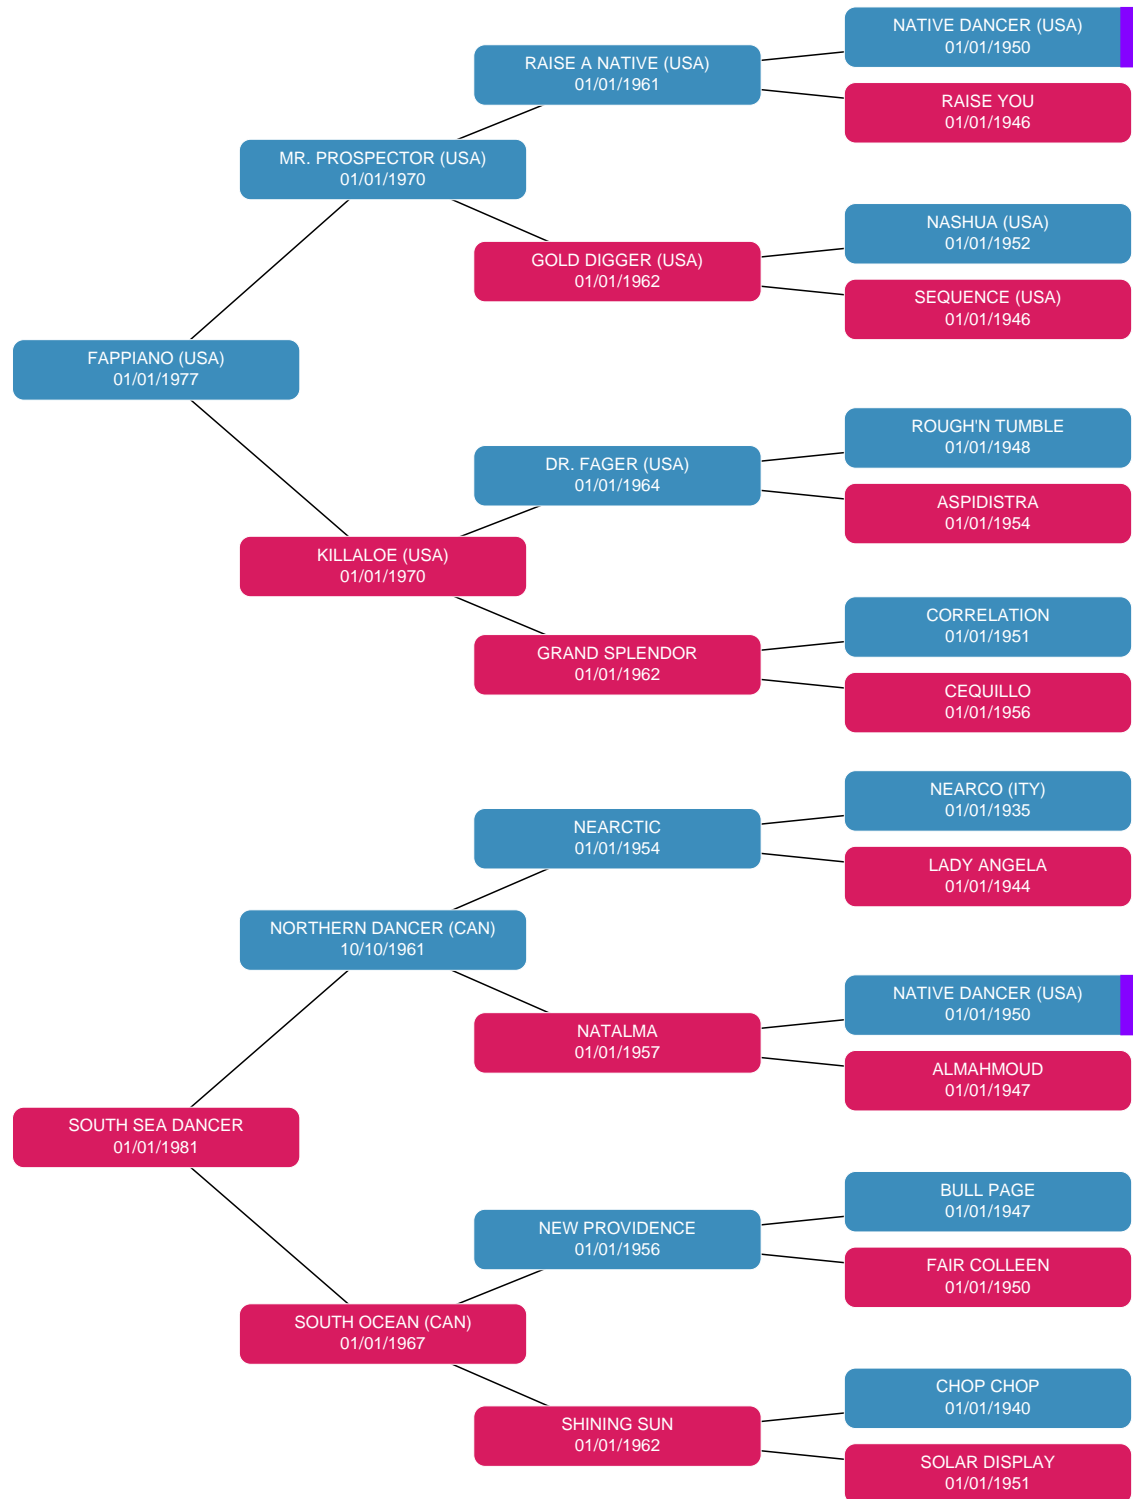 NATIVE DANCER (USA)
01/01/1950
RAISE A NATIVE (USA)
01/01/1961
RAISE YOU
01/01/1946
MR. PROSPECTOR (USA)
01/01/1970
NASHUA (USA)
01/01/1952
GOLD DIGGER (USA)
01/01/1962
SEQUENCE (USA)
01/01/1946
FAPPIANO (USA)
01/01/1977
ROUGH'N TUMBLE
01/01/1948
DR. FAGER (USA)
01/01/1964
ASPIDISTRA
01/01/1954
KILLALOE (USA)
01/01/1970
CORRELATION
01/01/1951
GRAND SPLENDOR
01/01/1962
CEQUILLO
01/01/1956
NEARCO (ITY)
01/01/1935
NEARCTIC
01/01/1954
LADY ANGELA
01/01/1944
NORTHERN DANCER (CAN)
10/10/1961
NATIVE DANCER (USA)
01/01/1950
NATALMA
01/01/1957
ALMAHMOUD
01/01/1947
SOUTH SEA DANCER
01/01/1981
BULL PAGE
01/01/1947
NEW PROVIDENCE
01/01/1956
FAIR COLLEEN
01/01/1950
SOUTH OCEAN (CAN)
01/01/1967
CHOP CHOP
01/01/1940
SHINING SUN
01/01/1962
SOLAR DISPLAY
01/01/1951